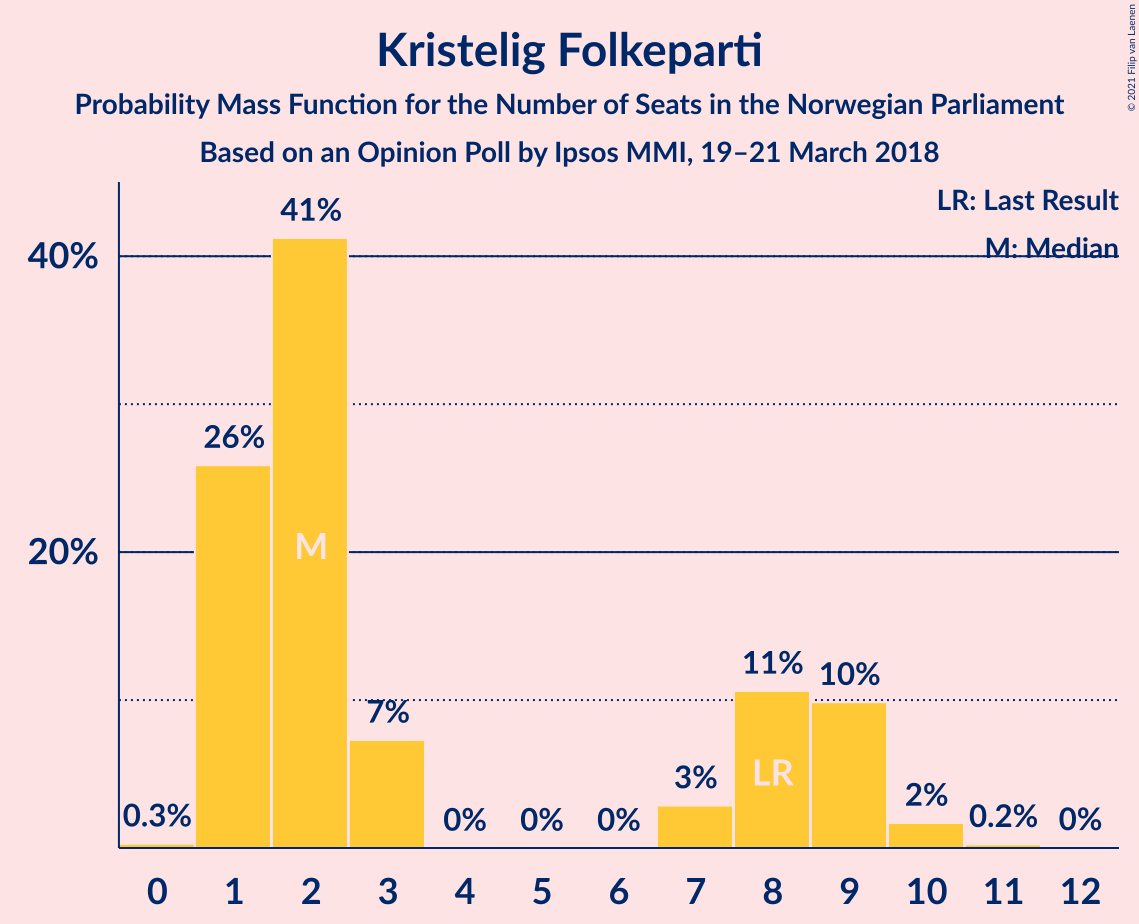 Kristelig Folkeparti
Probability Mass Function for the Number of Seats in the Norwegian Parliament
Based on an Opinion Poll by Ipsos MMI, 19–21 March 2018
© 2021 Filip van Laenen
LR: Last Result
M: Median
40%
20%
0.3%
26%
41%
7%
0%
0%
0%
3%
11%
10%
2%
0.2%
0%
M
LR
0 1 2 3 4 5 6 7 8 9 10 11 12